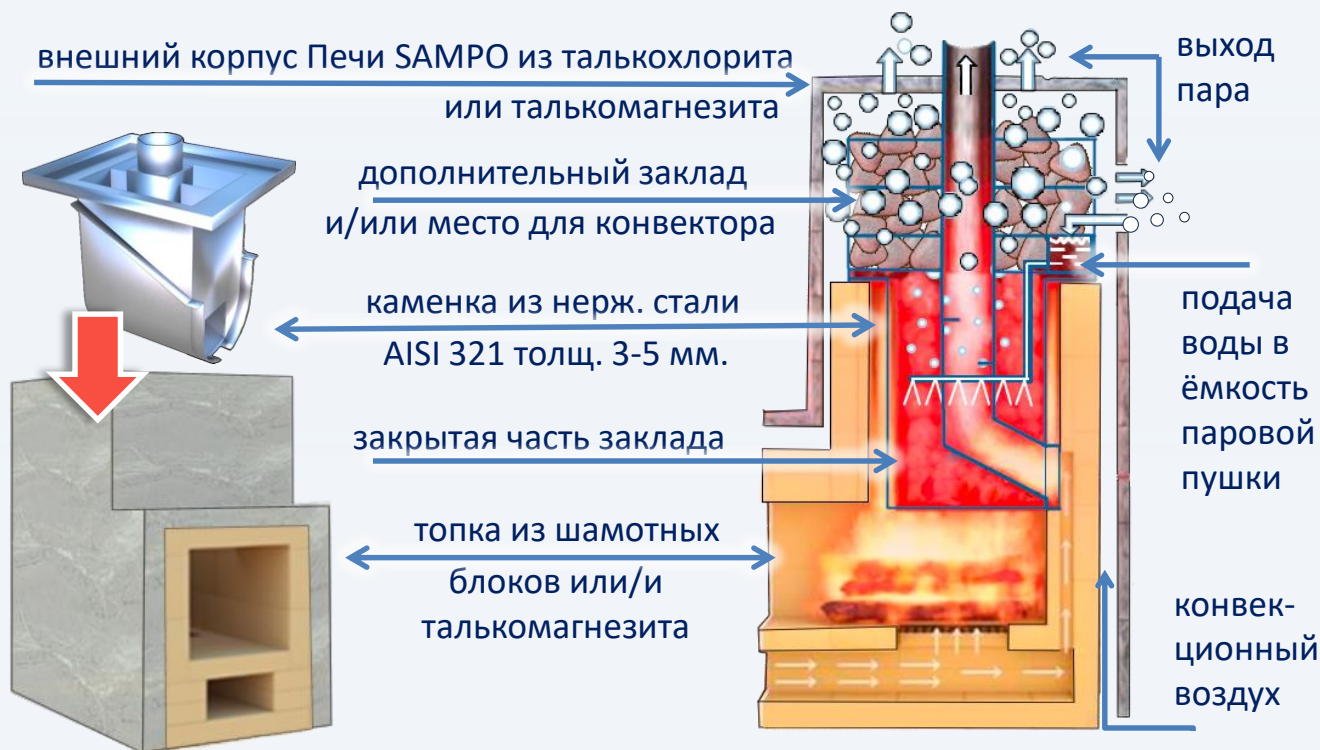 внешний корпус Печи SAMPO из талькохлорита
или талькомагнезита
выход
пара
дополнительный заклад
и/или место для конвектора
каменка из нерж. стали
AISI 321 толщ. 3-5 мм.
подача
воды в
ёмкость
паровой
пушки
закрытая часть заклада
топка из шамотных
блоков или/и
талькомагнезита
конвек-
ционный
воздух